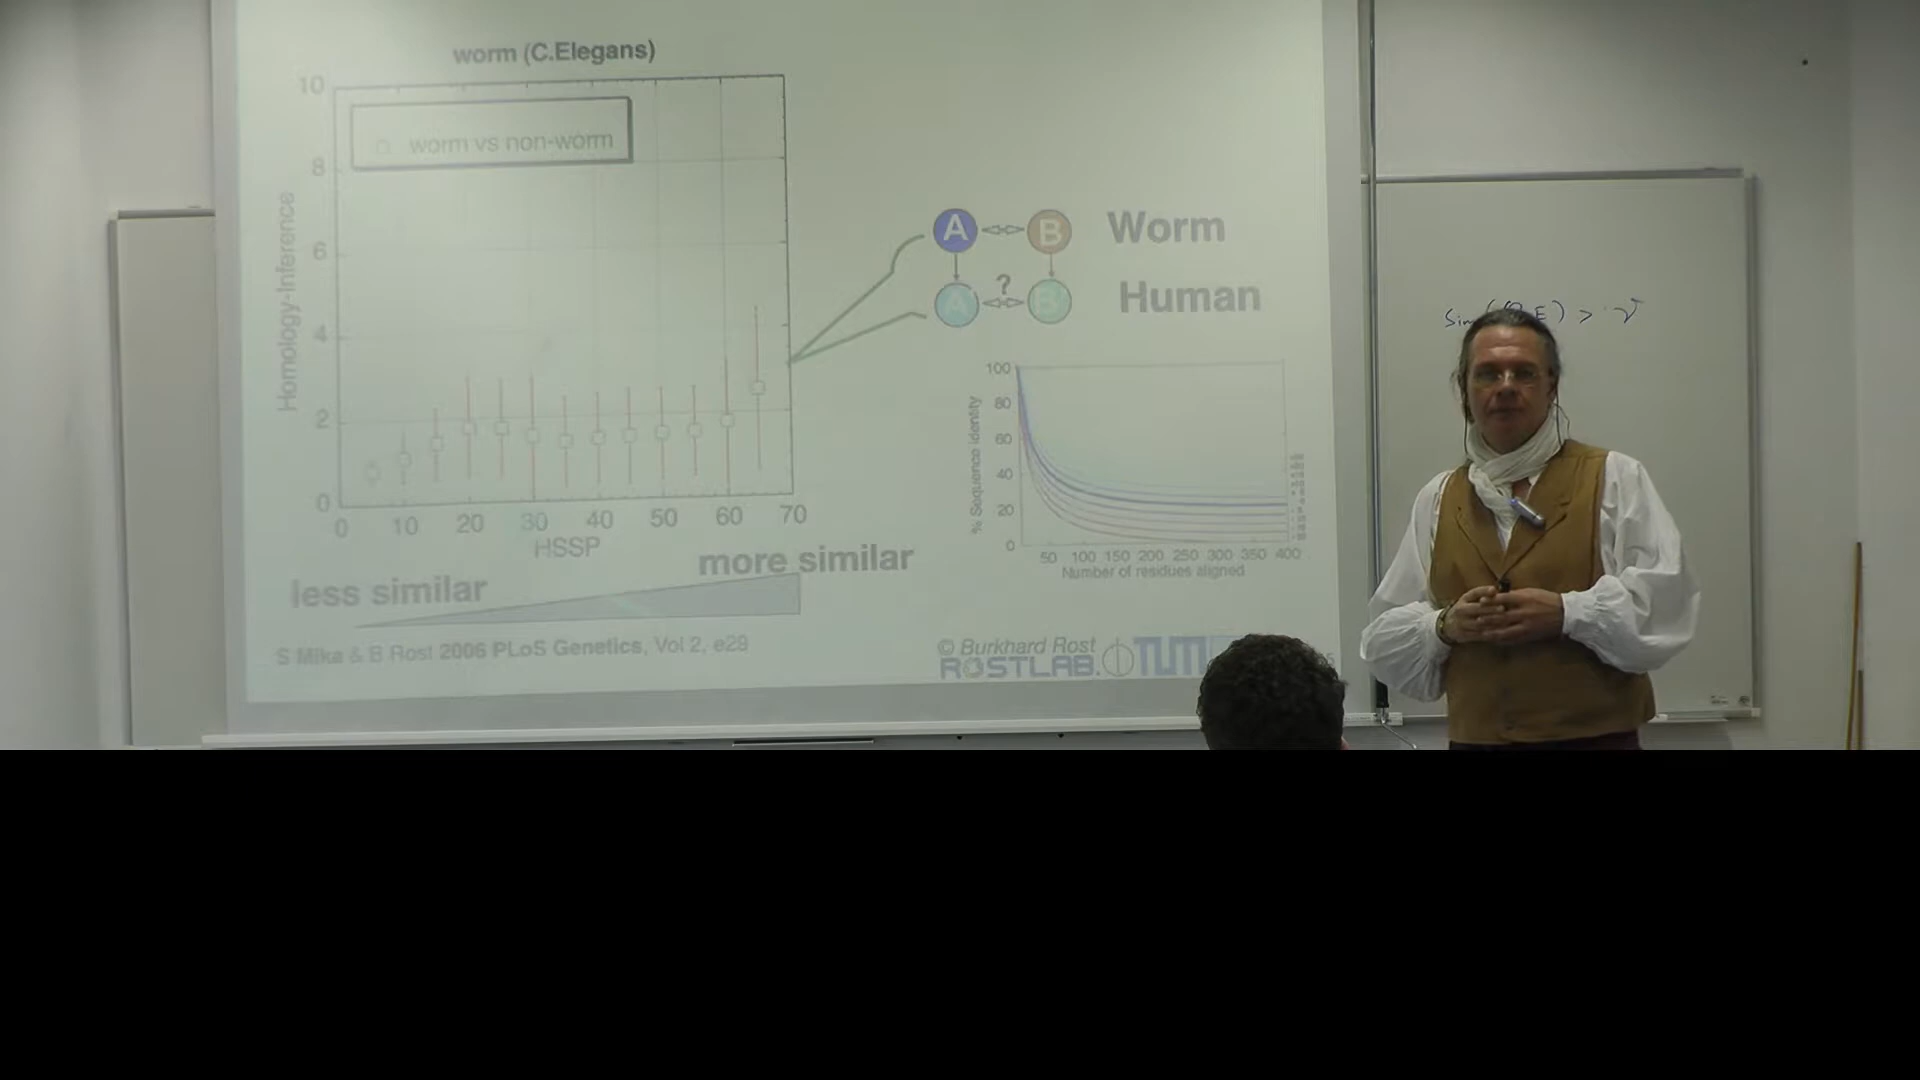 worm (C.Elegans)
10
8
6
4
2
0
worm vs non-worm
Homology-Inference
0 10 20 30 40 50 60 70
HSSP
less similar
more similar
S Mika & B Rost 2006 PLoS Genetics, Vol 2, e29
A B Worm
?
A B Human
100
80
60
40
20
0
% Sequence identity
50 100 150 200 250 300 350 400
Number of residues aligned
© Burkhard Rost
ROSTLAB. TUM